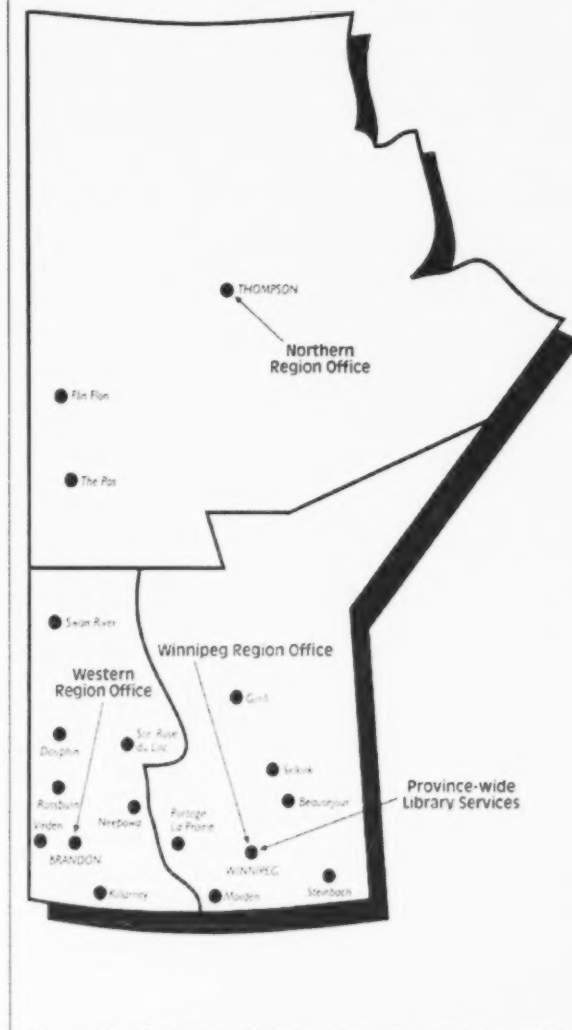 THOMPSON
Northern
Region Office
Flin Flon
The Pas
Swan River
Winnipeg Region Office
Western
Region Office
Gimli
Dauphin
Ste. Rose
du Lac
Selkirk
Province-wide
Library Services
Rossburn
Beausejour
Neepawa
Portage
La Prairie
Virden
BRANDON
WINNIPEG
Steinbach
Killarney
Morden